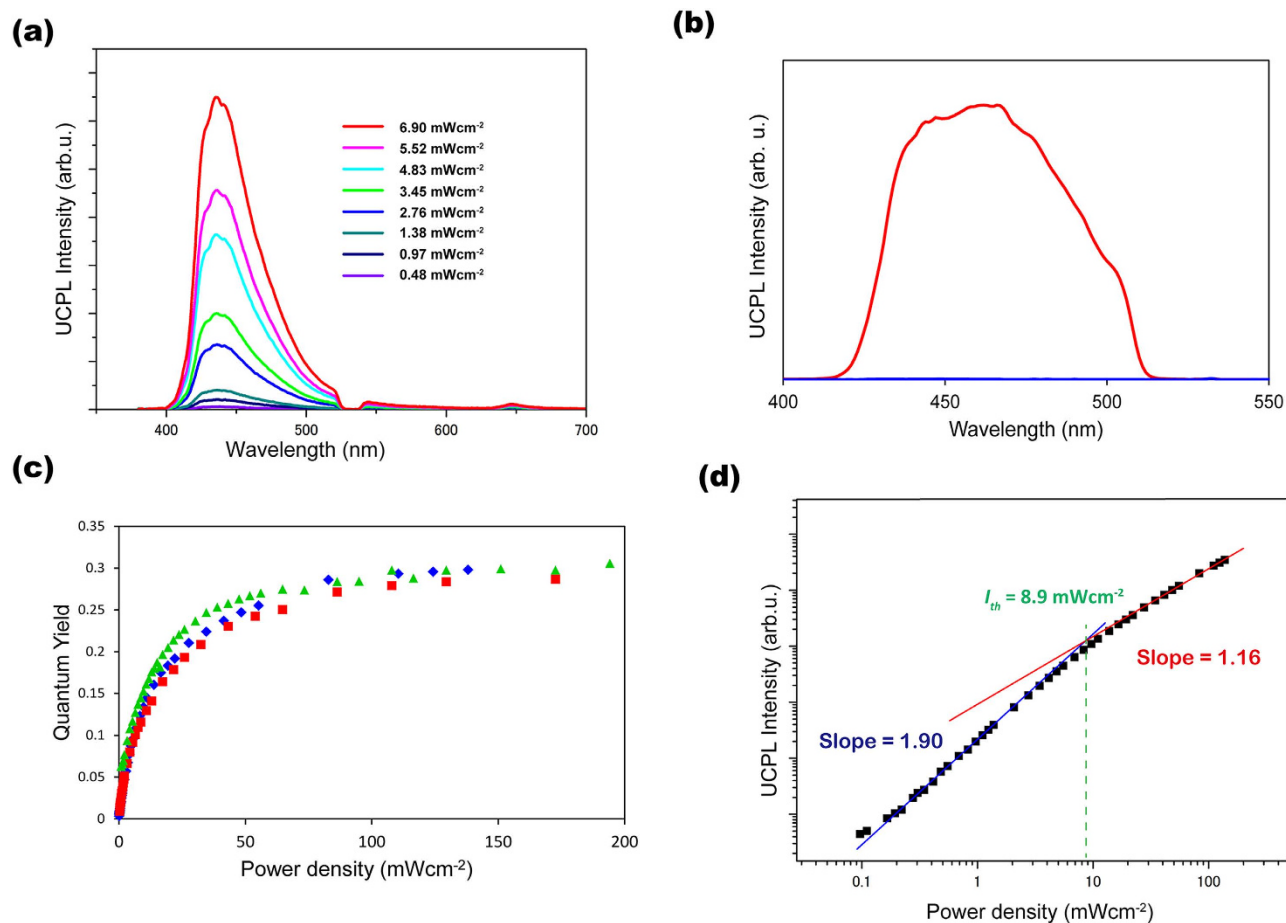 (a)
UCPL Intensity (arb.u.)
6.90 mWcm⁻²
5.52 mWcm⁻²
4.83 mWcm⁻²
3.45 mWcm⁻²
2.76 mWcm⁻²
1.38 mWcm⁻²
0.97 mWcm⁻²
0.48 mWcm⁻²
400 500 600 700
Wavelength (nm)
(b)
UCPL Intensity (arb. u.)
400 450 500 550
Wavelength (nm)
(c)
Quantum Yield
0.35
0.3
0.25
0.2
0.15
0.1
0.05
0
0 50 100 150 200
Power density (mWcm⁻²)
(d)
UCPL Intensity (arb.u.)
I_th = 8.9 mWcm⁻²
Slope = 1.16
Slope = 1.90
0.1 1 10 100
Power density (mWcm⁻²)